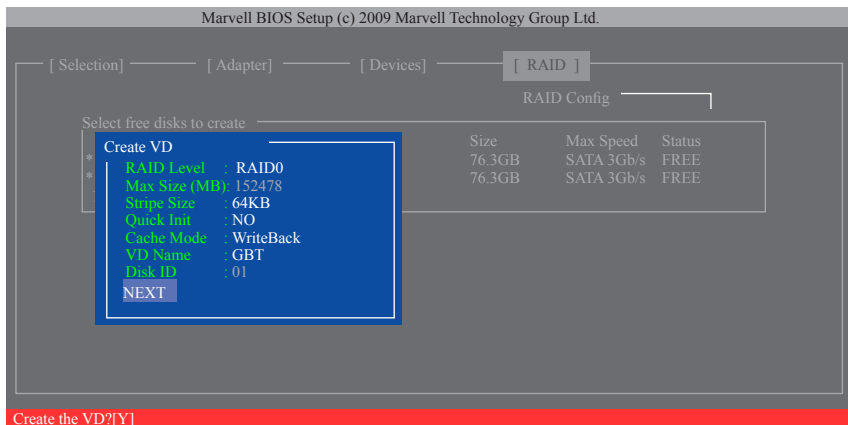 Marvell BIOS Setup (c) 2009 Marvell Technology Group Ltd.
[ Selection] [ Adapter] [ Devices] [ RAID ]
RAID Config
Select free disks to create
Size Max Speed Status
* 76.3GB SATA 3Gb/s FREE
* 76.3GB SATA 3Gb/s FREE
Create VD
RAID Level : RAID0
Max Size (MB): 152478
Stripe Size : 64KB
Quick Init : NO
Cache Mode : WriteBack
VD Name : GBT
Disk ID : 01
NEXT
Create the VD?[Y]